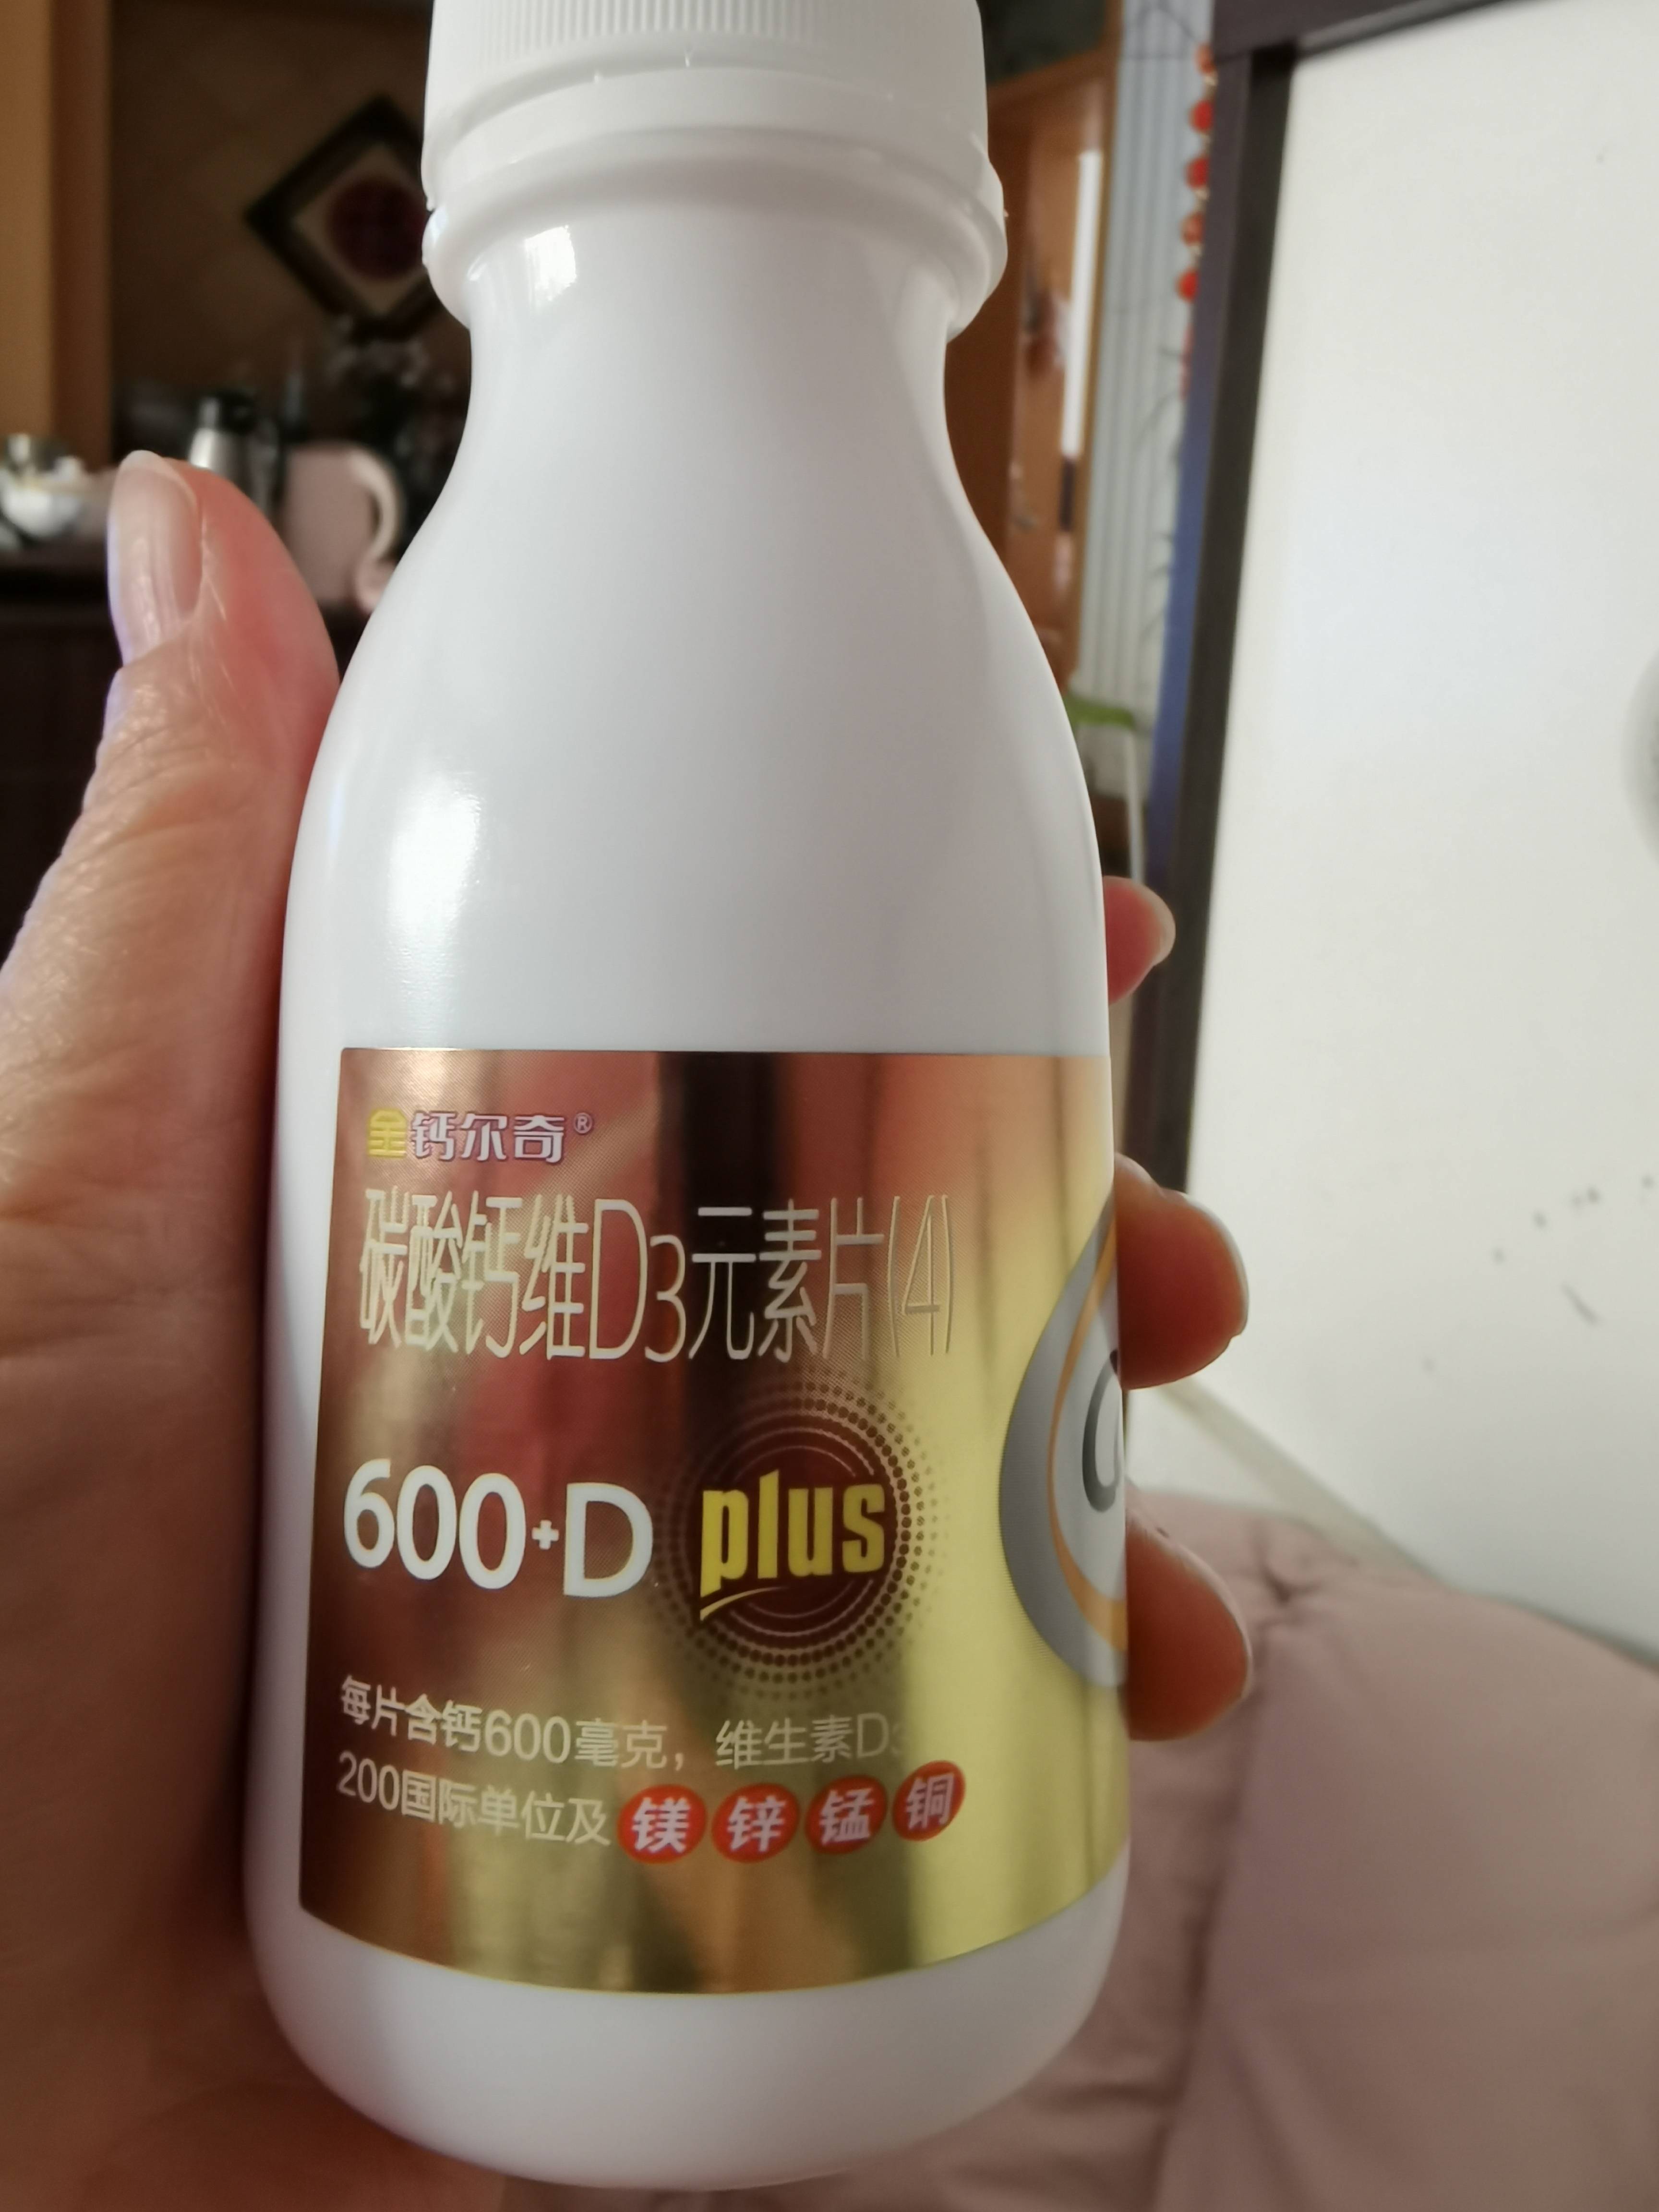 金钙尔奇®
碳酸钙维D3元素片(4)
600+D plus
每片含钙600毫克，维生素D3
200国际单位及镁锌锰铜